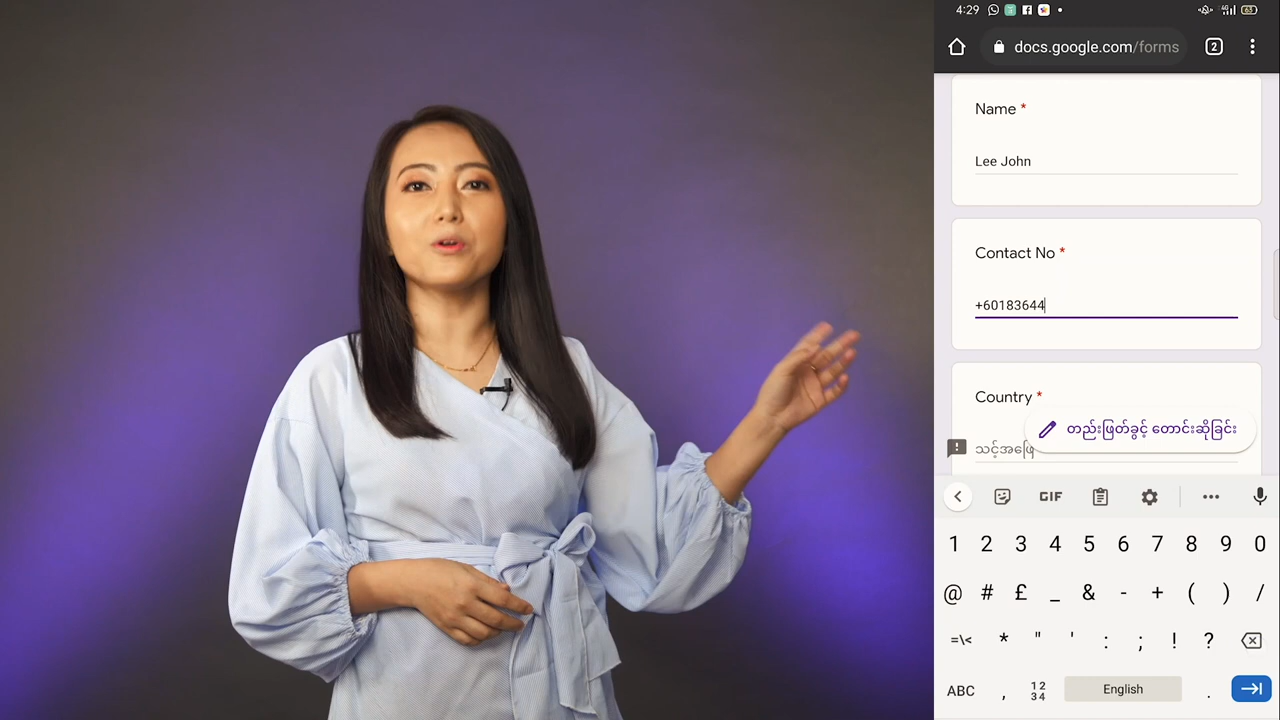 4:29
4G
63
docs.google.com/forms
2
Name *
Lee John
Contact No *
+60183644
Country *
တည်းဖြတ်ခွင့် တောင်းဆိုခြင်း
သင့်အဖြေ
GIF
1 2 3 4 5 6 7 8 9 0
@ # £ _ & - + ( ) /
=\< * " ' : ; ! ?
ABC , 12 34 English .